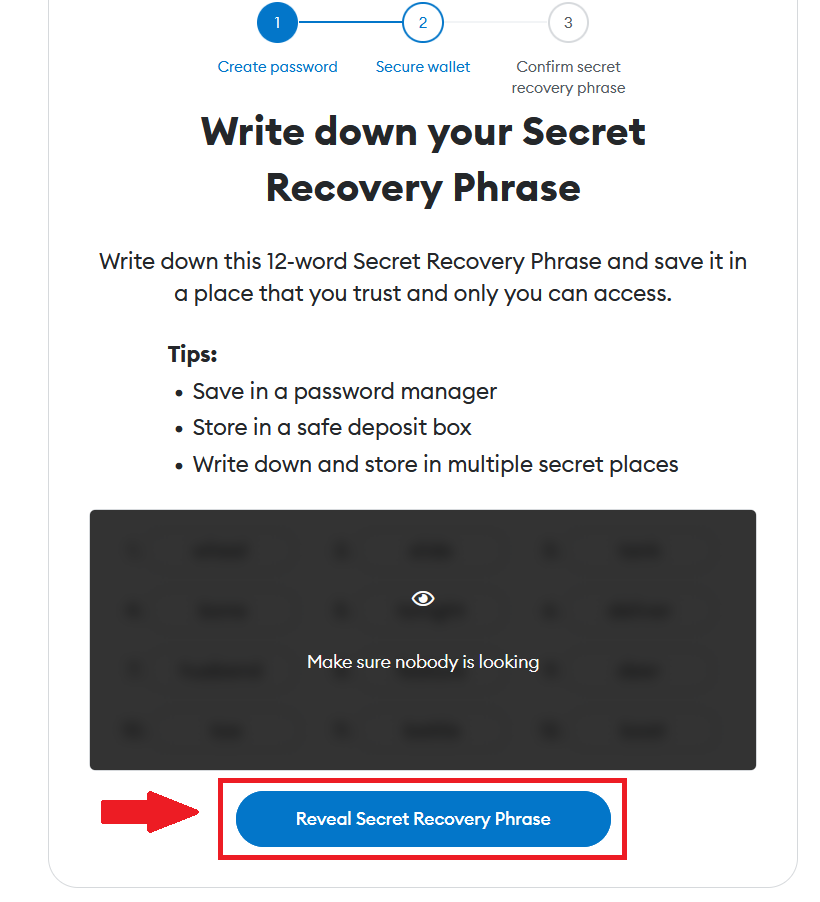 1 2 3
Create password Secure wallet Confirm secret
recovery phrase
Write down your Secret
Recovery Phrase
Write down this 12-word Secret Recovery Phrase and save it in
a place that you trust and only you can access.
Tips:
• Save in a password manager
• Store in a safe deposit box
• Write down and store in multiple secret places
Make sure nobody is looking
Reveal Secret Recovery Phrase